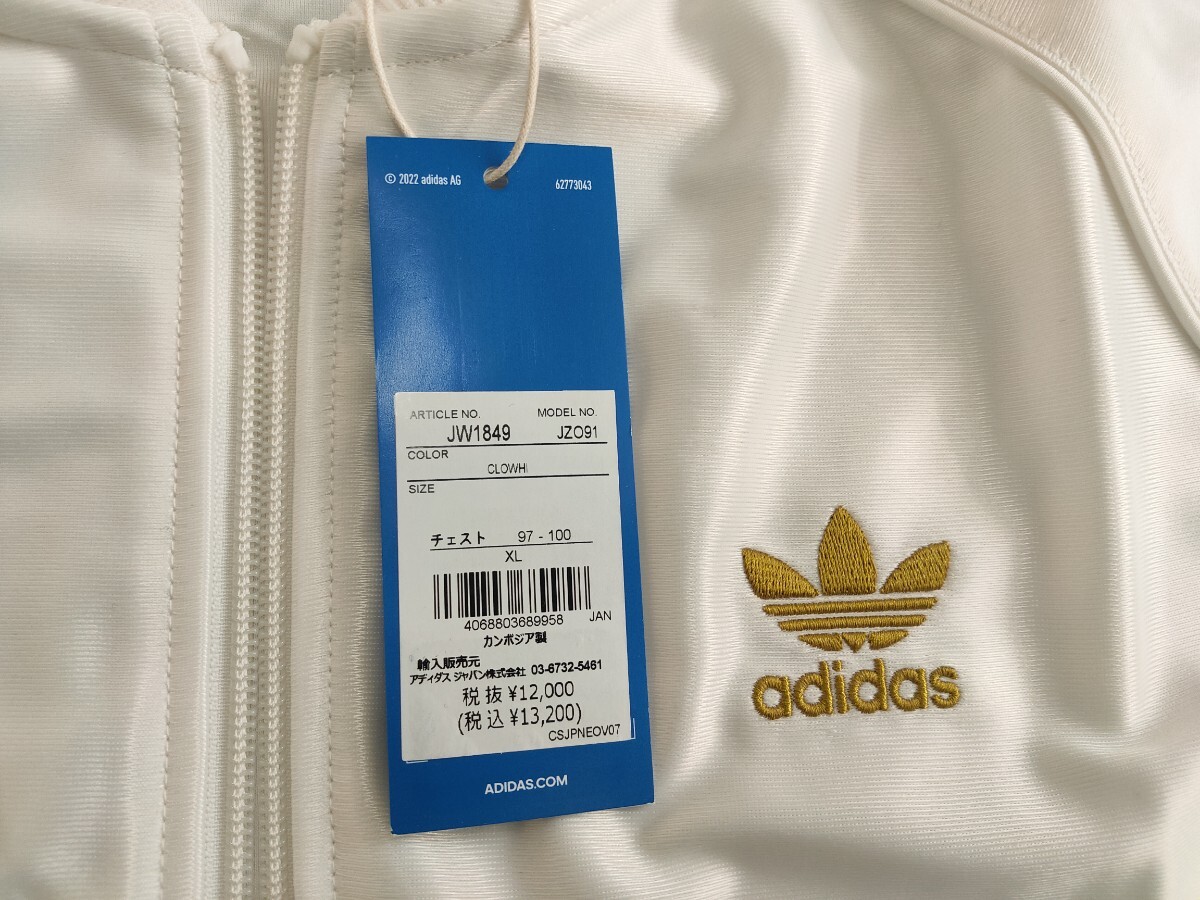 © 2022 adidas AG
62773043
ARTICLE NO. MODEL NO.
JW1849 JZO91
COLOR
CLOWHI
SIZE
チェスト 97 - 100
XL
4068803689958 JAN
カンボジア製
輸入販売元
アディダス ジャパン株式会社 03-6732-5461
税抜 ¥12,000
(税込 ¥13,200)
CSJPNEOV07
ADIDAS.COM
adidas